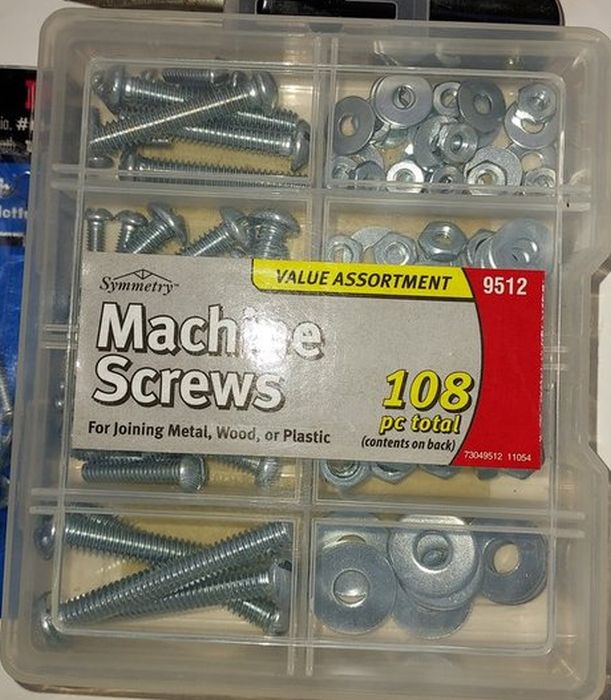 VALUE ASSORTMENT
9512
Symmetry™
Machine
Screws
108
pc total
(contents on back)
For Joining Metal, Wood, or Plastic
73049512 11054